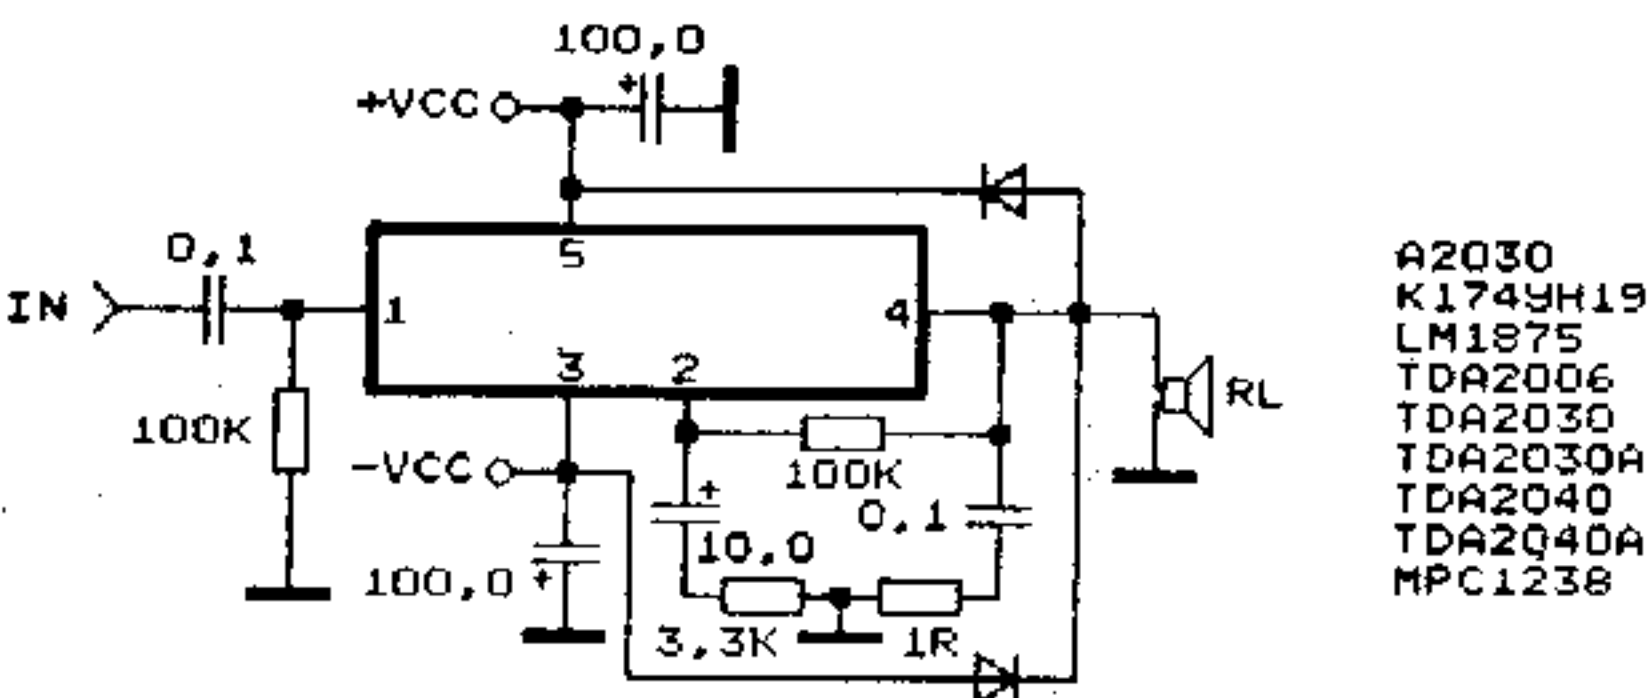 100,0
+VCC
0,1
5
IN
1
4
3
2
RL
100K
-VCC
100K
0,1
10,0
100,0
3,3K
1R
A2030
К174УН19
LM1875
TDA2006
TDA2030
TDA2030A
TDA2040
TDA2040A
MPC1238